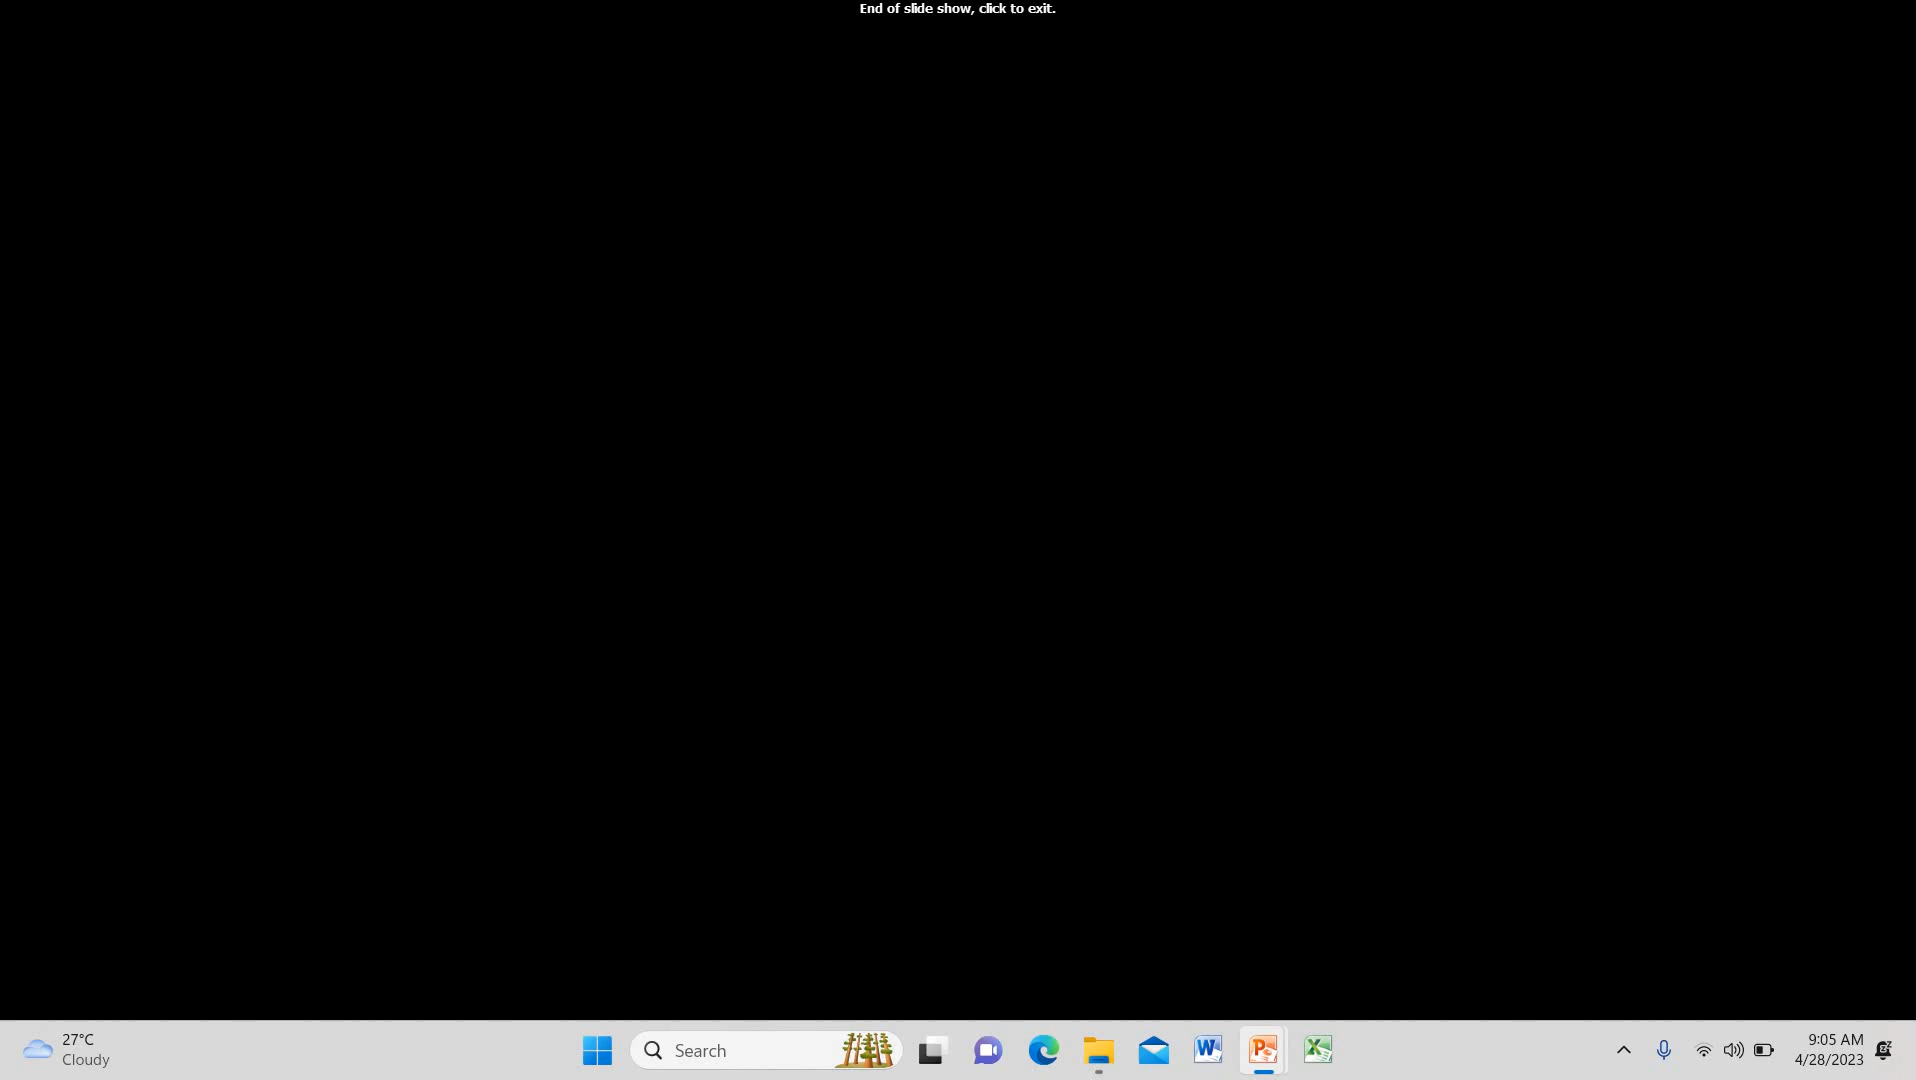 End of slide show, click to exit.
27°C
Cloudy
Search
9:05 AM
4/28/2023